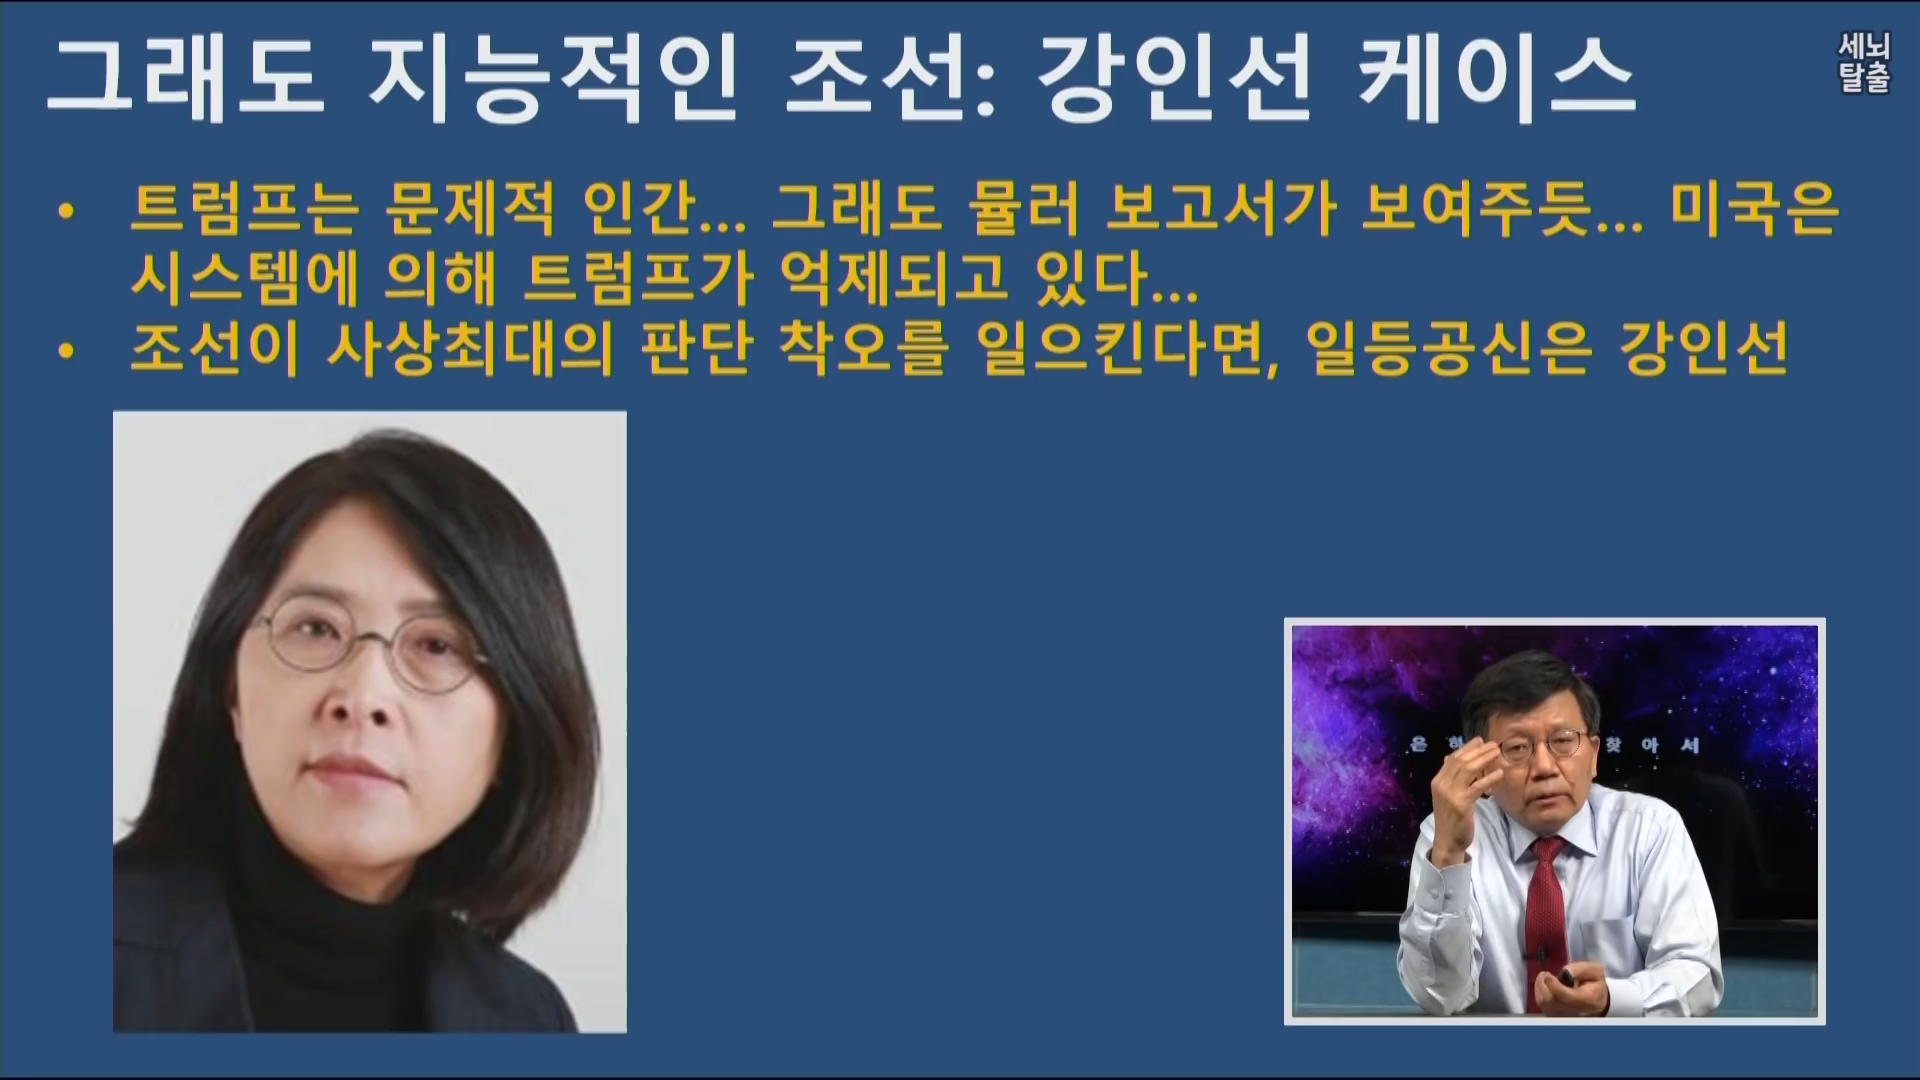 그래도 지능적인 조선: 강인선 케이스
세뇌
탈출
• 트럼프는 문제적 인간... 그래도 뮬러 보고서가 보여주듯... 미국은
시스템에 의해 트럼프가 억제되고 있다...
• 조선이 사상최대의 판단 착오를 일으킨다면, 일등공신은 강인선
은 찾아서